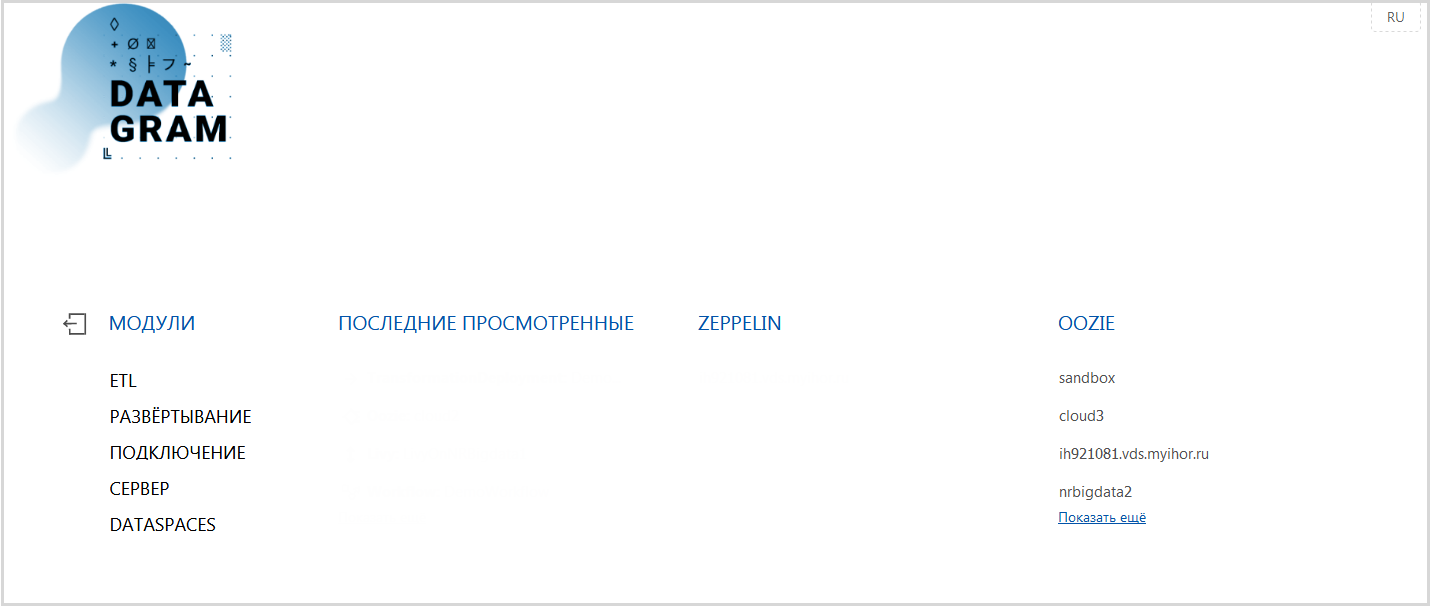 RU
DATA
GRAM
МОДУЛИ
ETL
РАЗВЁРТЫВАНИЕ
ПОДКЛЮЧЕНИЕ
СЕРВЕР
DATASPACES
ПОСЛЕДНИЕ ПРОСМОТРЕННЫЕ
ZEPPELIN
OOZIE
sandbox
cloud3
ih921081.vds.myihor.ru
nrbigdata2
Показать ещё